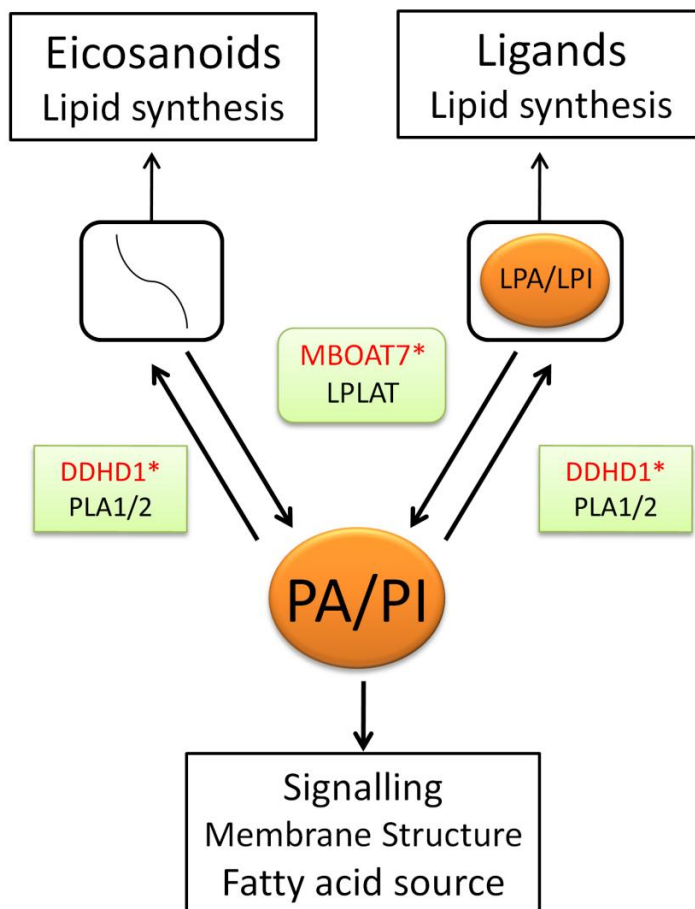 Eicosanoids
Lipid synthesis
Ligands
Lipid synthesis
LPA/LPI
MBOAT7*
LPLAT
DDHD1*
PLA1/2
DDHD1*
PLA1/2
PA/PI
Signalling
Membrane Structure
Fatty acid source